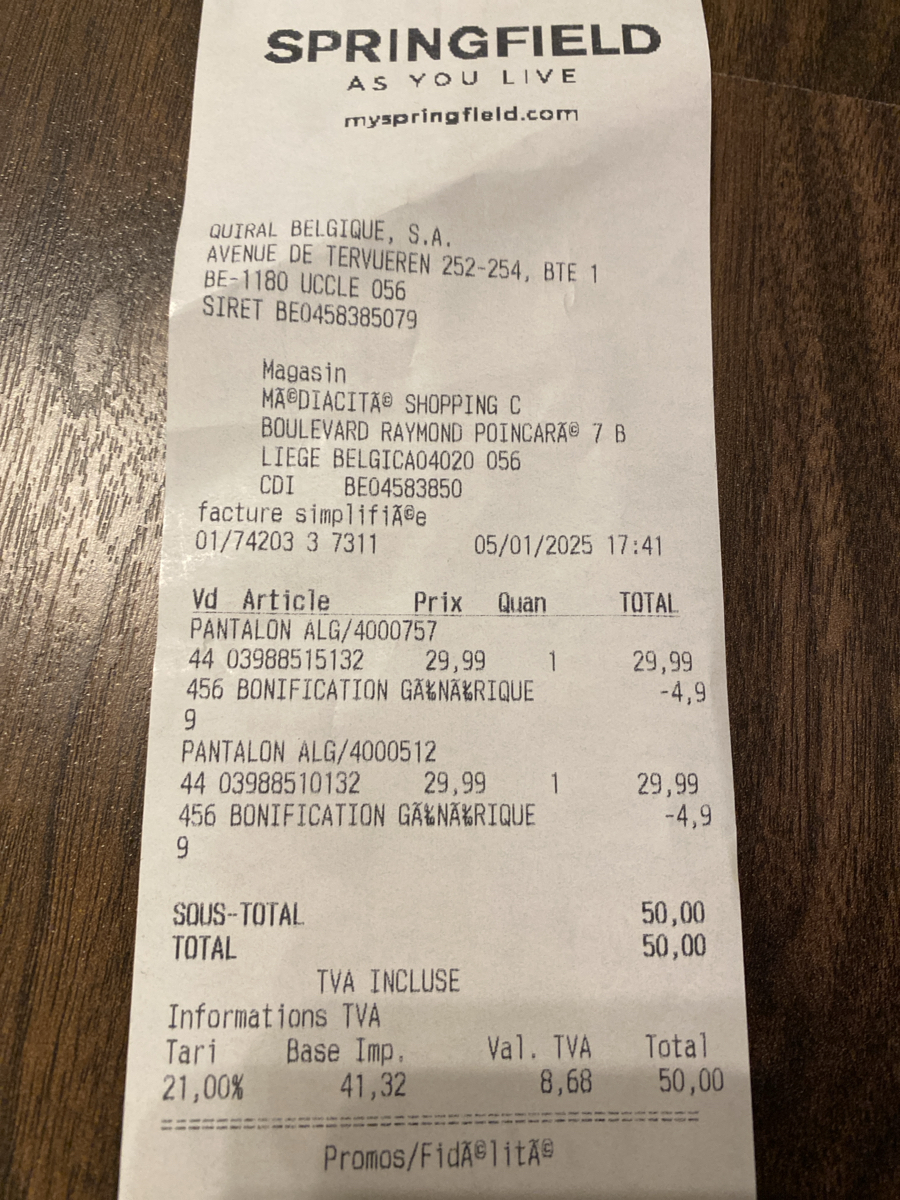 SPRINGFIELD
AS YOU LIVE
myspringfield.com
QUIRAL BELGIQUE, S.A.
AVENUE DE TERVUEREN 252-254, BTE 1
BE-1180 UCCLE 056
SIRET BE0458385079
Magasin
MÃ©DIACITÃ© SHOPPING C
BOULEVARD RAYMOND POINCARÃ© 7 B
LIEGE BELGICA04020 056
CDI BE04583850
facture simplifiÃ©e
01/74203 3 7311 05/01/2025 17:41
Vd Article Prix Quan TOTAL
PANTALON ALG/4000757
44 03988515132 29,99 1 29,99
456 BONIFICATION GÃ‰NÃ‰RIQUE -4,9
9
PANTALON ALG/4000512
44 03988510132 29,99 1 29,99
456 BONIFICATION GÃ‰NÃ‰RIQUE -4,9
9
SOUS-TOTAL 50,00
TOTAL 50,00
TVA INCLUSE
Informations TVA
Tari Base Imp. Val. TVA Total
21,00% 41,32 8,68 50,00
Promos/FidÃ©litÃ©